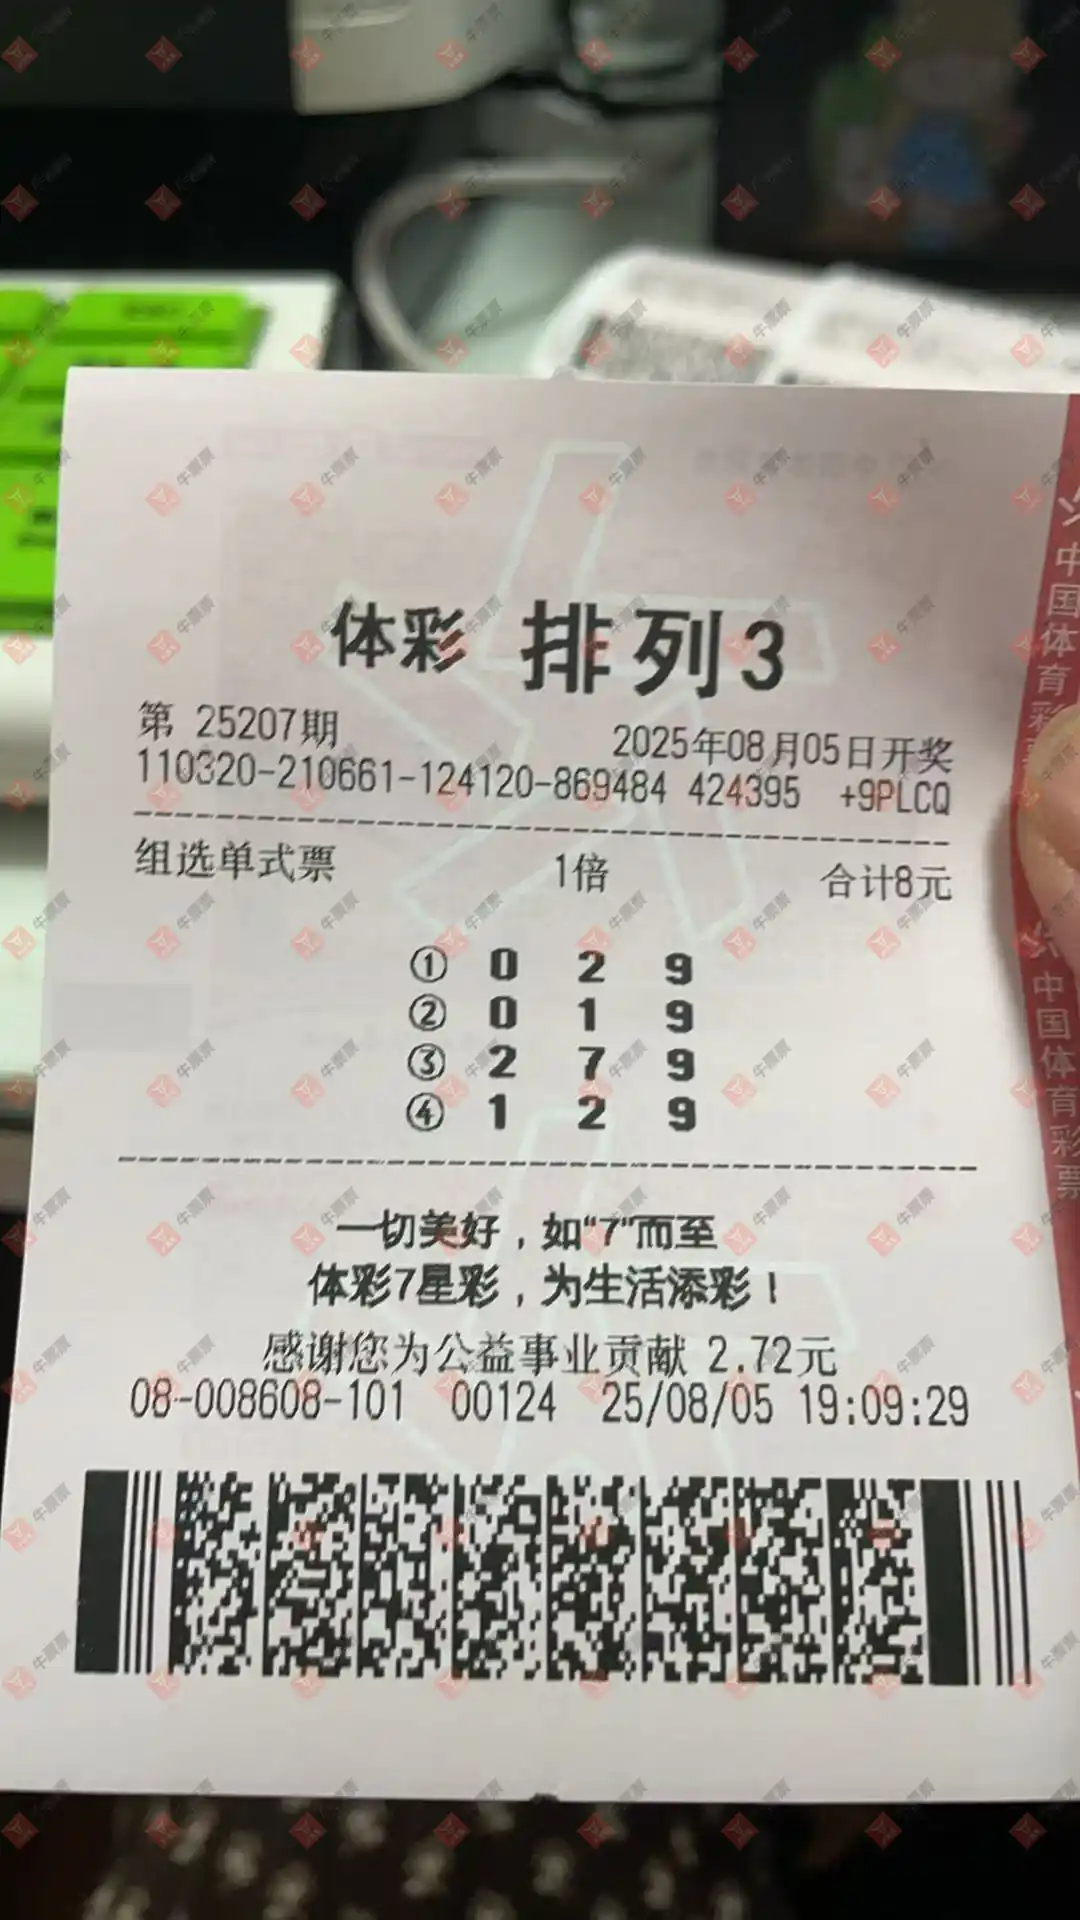 体彩 排列3
第 25207期 2025年08月05日开奖
110320-210661-124120-869484 424395 +9PLCQ
组选单式票 1倍 合计8元
① 0 2 9
② 0 1 9
③ 2 7 9
④ 1 2 9
一切美好，如“7”而至
体彩7星彩，为生活添彩！
感谢您为公益事业贡献 2.72元
08-008608-101 00124 25/08/05 19:09:29
中国体育彩票
中国体育彩票
牛票票